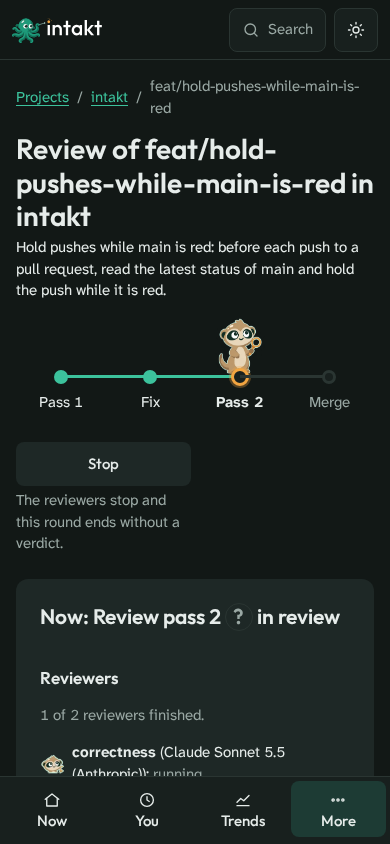 intakt
Search
Projects / intakt / feat/hold-pushes-while-main-is-
red
Review of feat/hold-
pushes-while-main-is-red in
intakt
Hold pushes while main is red: before each push to a
pull request, read the latest status of main and hold
the push while it is red.
Pass 1
Fix
Pass 2
Merge
Stop
The reviewers stop and
this round ends without a
verdict.
Now: Review pass 2 ? in review
Reviewers
1 of 2 reviewers finished.
correctness (Claude Sonnet 5.5
(Anthropic)): running
Now
You
Trends
More